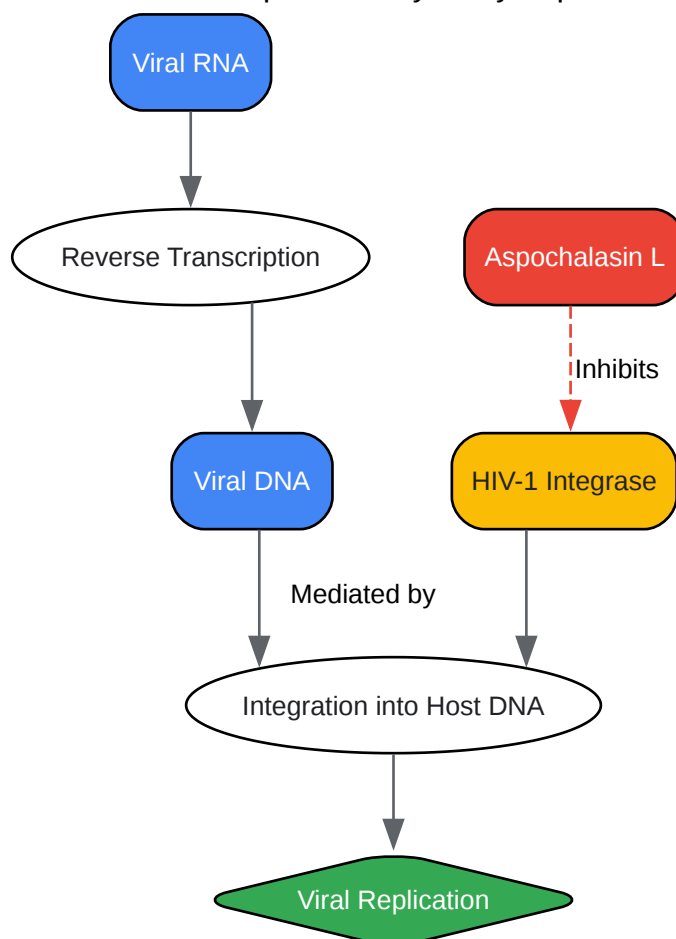 Viral RNA
Reverse Transcription
Aspochalasin L
Inhibits
Viral DNA
HIV-1 Integrase
Mediated by
Integration into Host DNA
Viral Replication